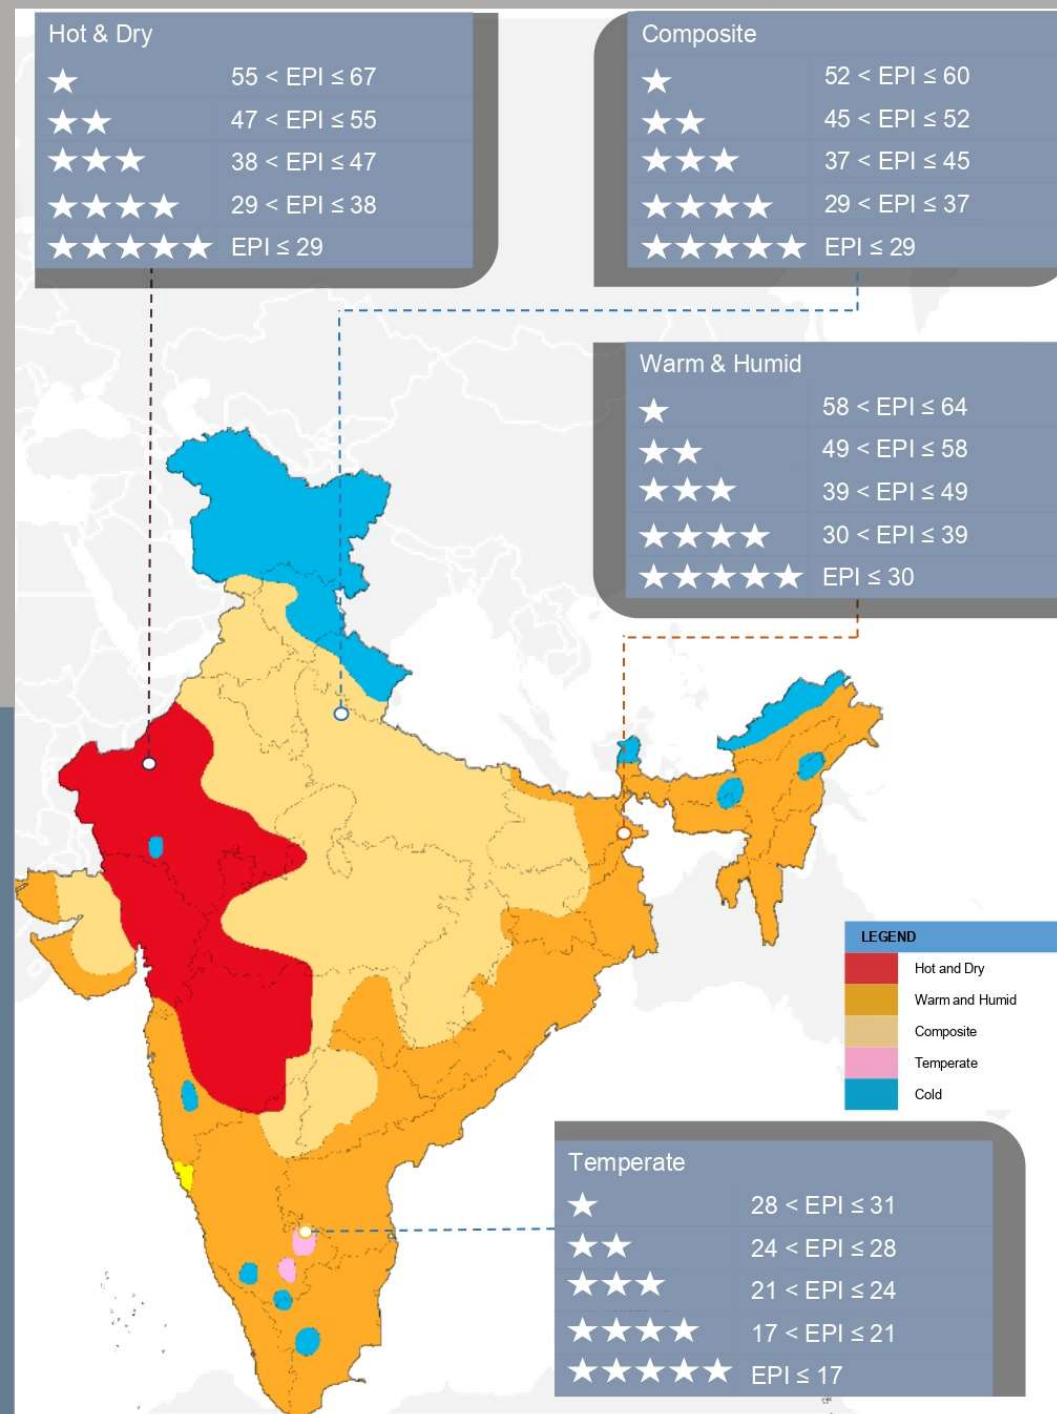 Hot & Dry
★ 55 < EPI ≤ 67
★★ 47 < EPI ≤ 55
★★★ 38 < EPI ≤ 47
★★★★ 29 < EPI ≤ 38
★★★★★ EPI ≤ 29
Composite
★ 52 < EPI ≤ 60
★★ 45 < EPI ≤ 52
★★★ 37 < EPI ≤ 45
★★★★ 29 < EPI ≤ 37
★★★★★ EPI ≤ 29
Warm & Humid
★ 58 < EPI ≤ 64
★★ 49 < EPI ≤ 58
★★★ 39 < EPI ≤ 49
★★★★ 30 < EPI ≤ 39
★★★★★ EPI ≤ 30
LEGEND
Hot and Dry
Warm and Humid
Composite
Temperate
Cold
Temperate
★ 28 < EPI ≤ 31
★★ 24 < EPI ≤ 28
★★★ 21 < EPI ≤ 24
★★★★ 17 < EPI ≤ 21
★★★★★ EPI ≤ 17